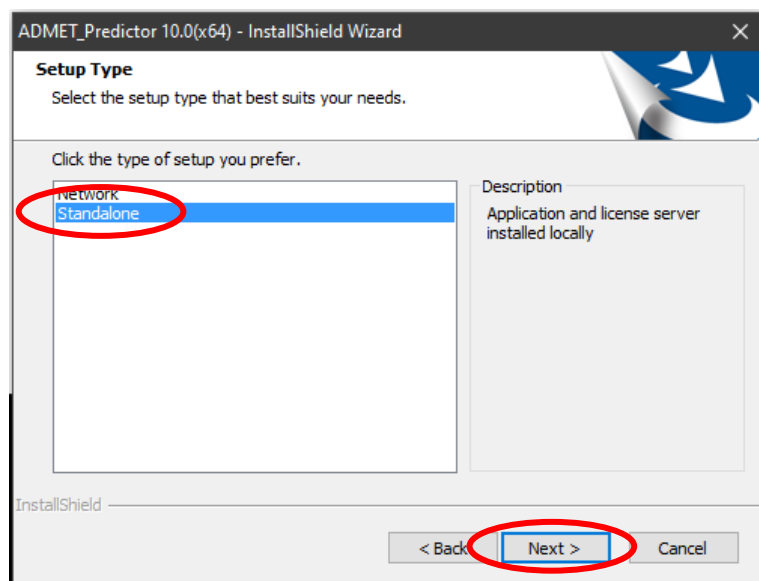 ADMET_Predictor 10.0(x64) - InstallShield Wizard
Setup Type
Select the setup type that best suits your needs.
Click the type of setup you prefer.
Network
Standalone
Description
Application and license server
installed locally
InstallShield
< Back
Next >
Cancel